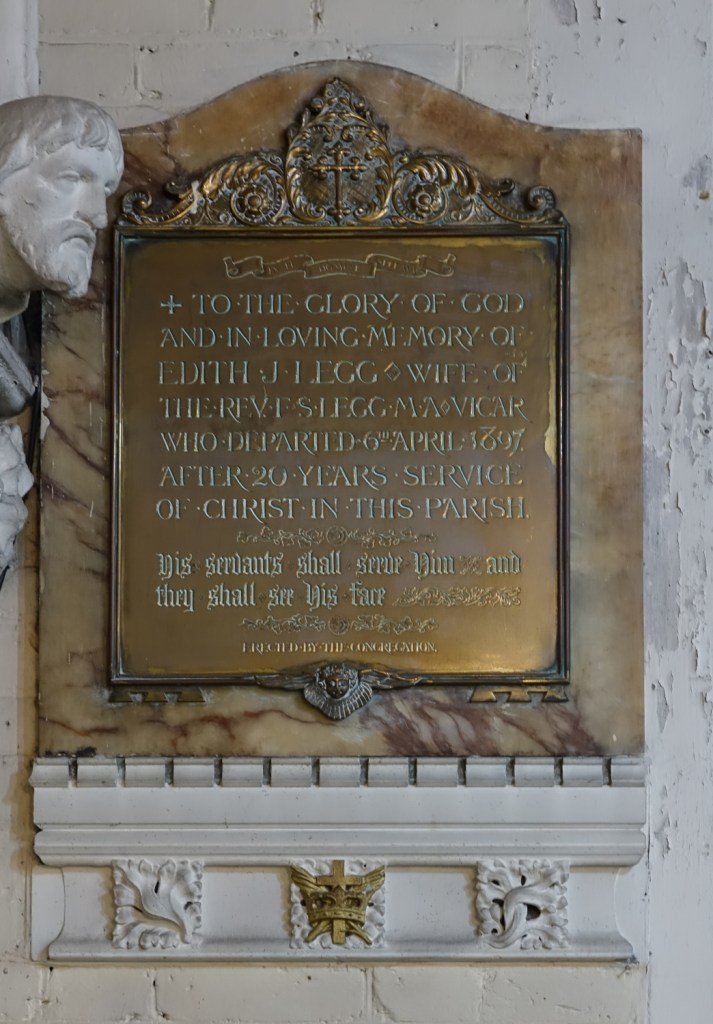 + TO·THE·GLORY·OF·GOD
AND·IN·LOVING·MEMORY·OF
EDITH·J·LEGG◇WIFE·OF
THE·REV·F·S·LEGG·M·A◇VICAR
WHO·DEPARTED·6TH·APRIL·1897.
AFTER·20·YEARS·SERVICE
OF·CHRIST·IN·THIS·PARISH.
His servants shall serve Him and
they shall see His face
ERECTED·BY·THE·CONGREGATION.